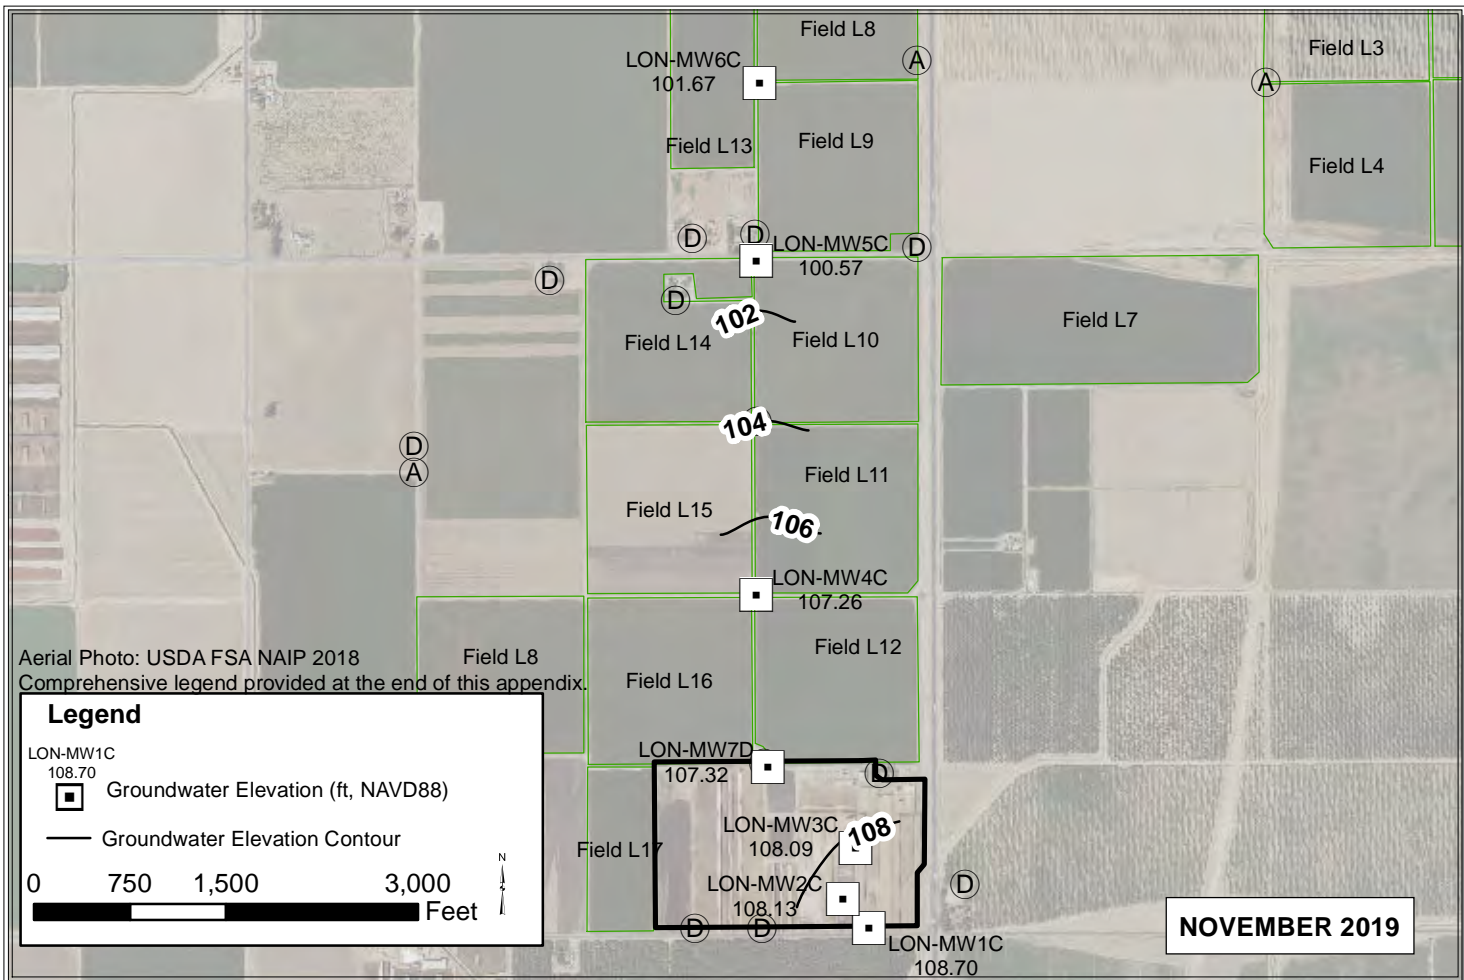 Field L8
Field L3
LON-MW6C
101.67
A
A
Field L13
Field L9
Field L4
D
D
D
LON-MW5C
100.57
D
D
102
Field L14
Field L10
Field L7
104
D
A
Field L11
Field L15
106
LON-MW4C
107.26
Field L12
Aerial Photo: USDA FSA NAIP 2018
Comprehensive legend provided at the end of this appendix.
Field L8
Field L16
LON-MW7D
107.32
D
Legend
LON-MW1C
108.70
Groundwater Elevation (ft, NAVD88)
Groundwater Elevation Contour
N
0 750 1,500 3,000
Feet
Field L17
LON-MW3C
108.09
108
LON-MW2C
108.13
D
D
D
LON-MW1C
108.70
NOVEMBER 2019